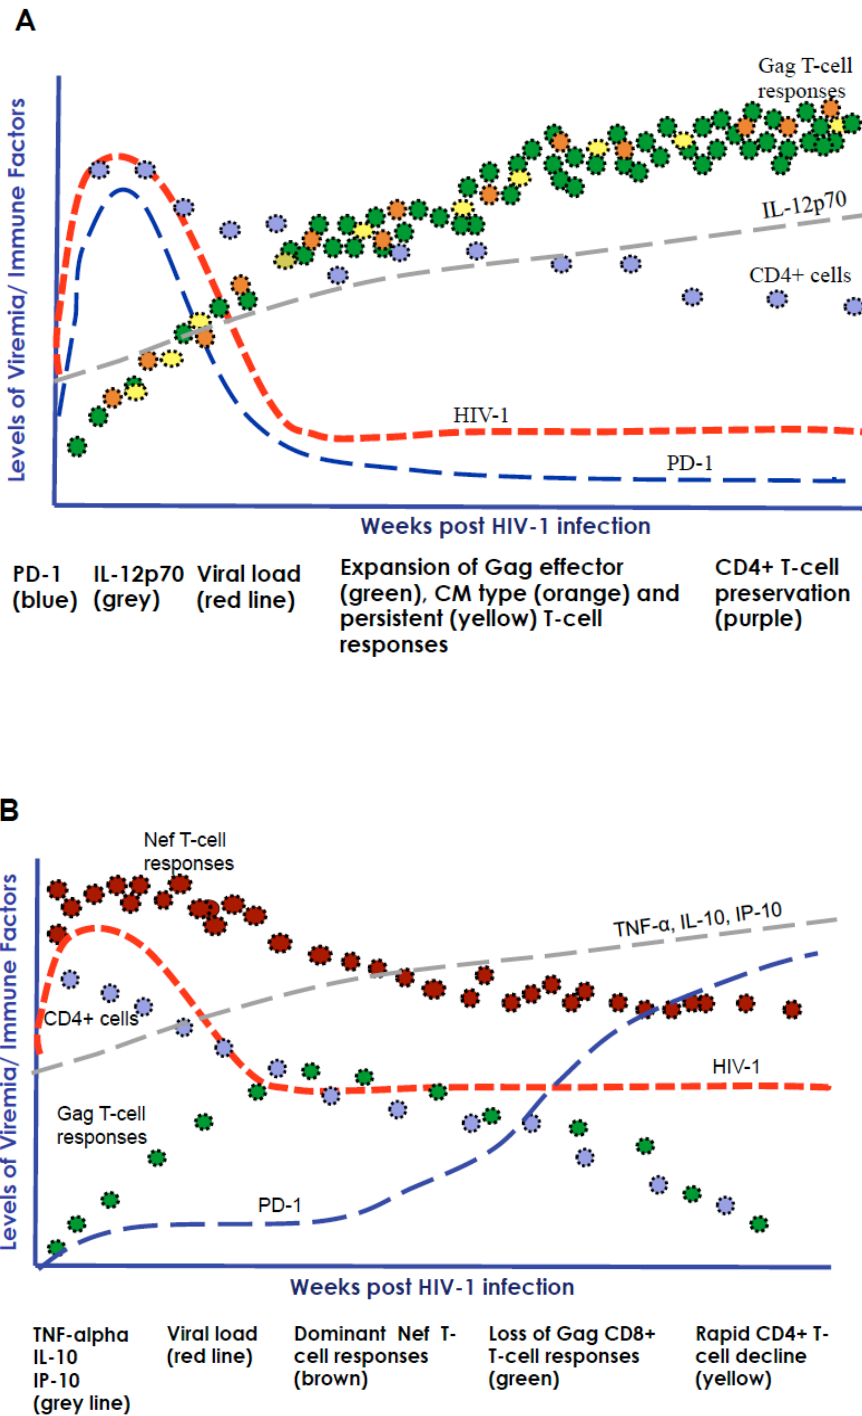 A
Gag T-cell
responses
IL-12p70
CD4+ cells
HIV-1
PD-1
Levels of Viremia/ Immune Factors
Weeks post HIV-1 infection
PD-1
(blue)
IL-12p70
(grey)
Viral load
(red line)
Expansion of Gag effector
(green), CM type (orange) and
persistent (yellow) T-cell
responses
CD4+ T-cell
preservation
(purple)
B
Nef T-cell
responses
TNF-α, IL-10, IP-10
CD4+ cells
HIV-1
Gag T-cell
responses
PD-1
Levels of Viremia/ Immune Factors
Weeks post HIV-1 infection
TNF-alpha
IL-10
IP-10
(grey line)
Viral load
(red line)
Dominant Nef T-
cell responses
(brown)
Loss of Gag CD8+
T-cell responses
(green)
Rapid CD4+ T-
cell decline
(yellow)